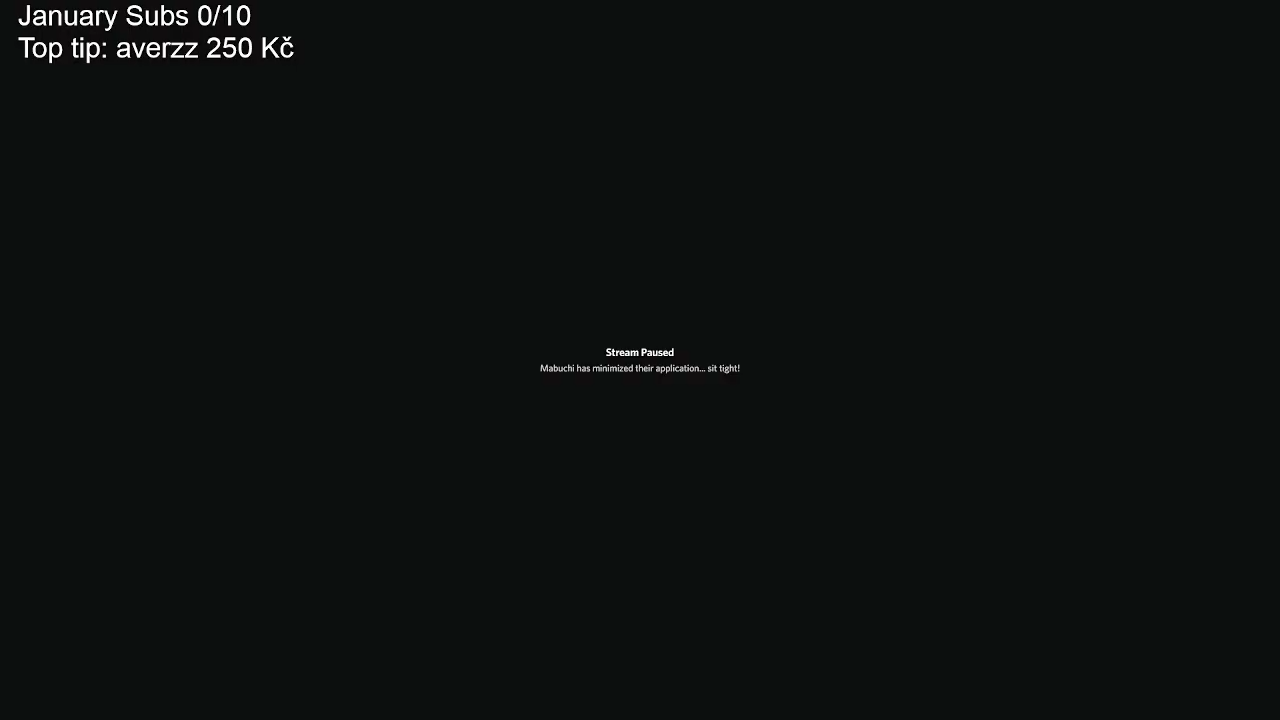 January Subs 0/10
Top tip: averzz 250 Kč
Stream Paused
Mabuchi has minimized their application... sit tight!